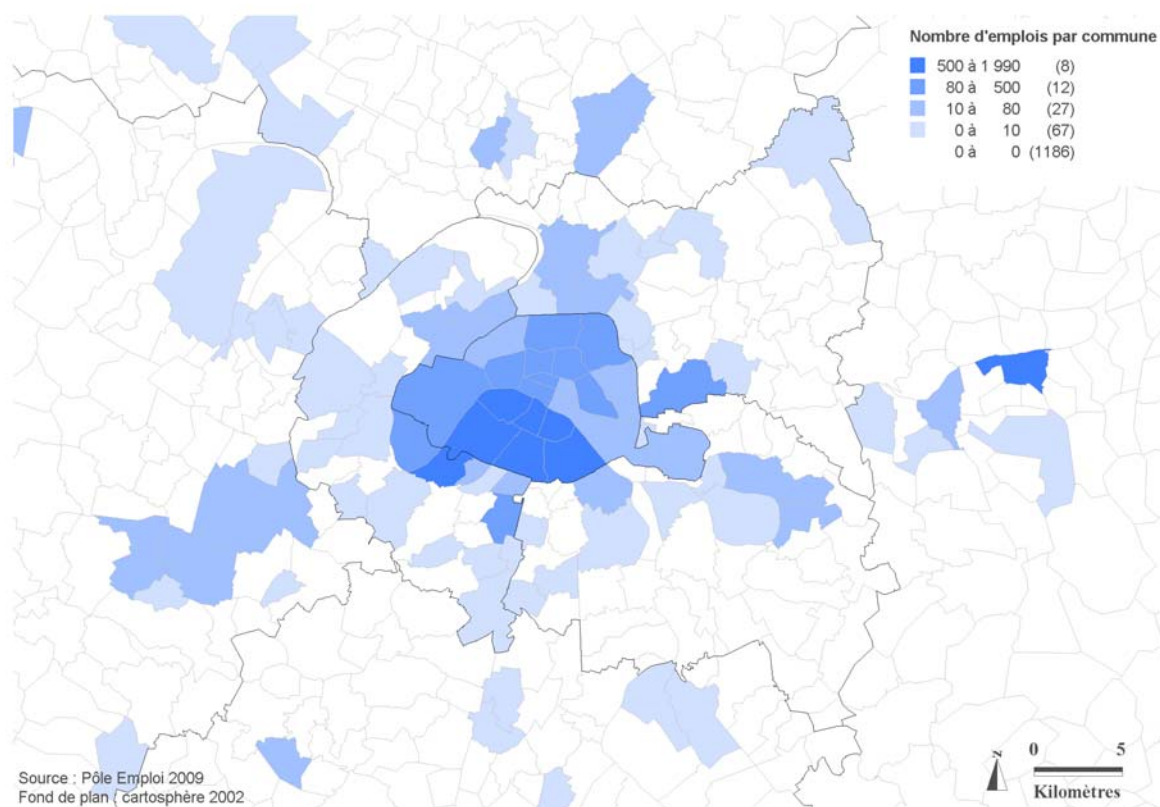 Nombre d'emplois par commune
500 à 1 990 (8)
80 à 500 (12)
10 à 80 (27)
0 à 10 (67)
0 à 0 (1186)
Source : Pôle Emploi 2009
Fond de plan : cartosphère 2002
N
0 5
Kilomètres